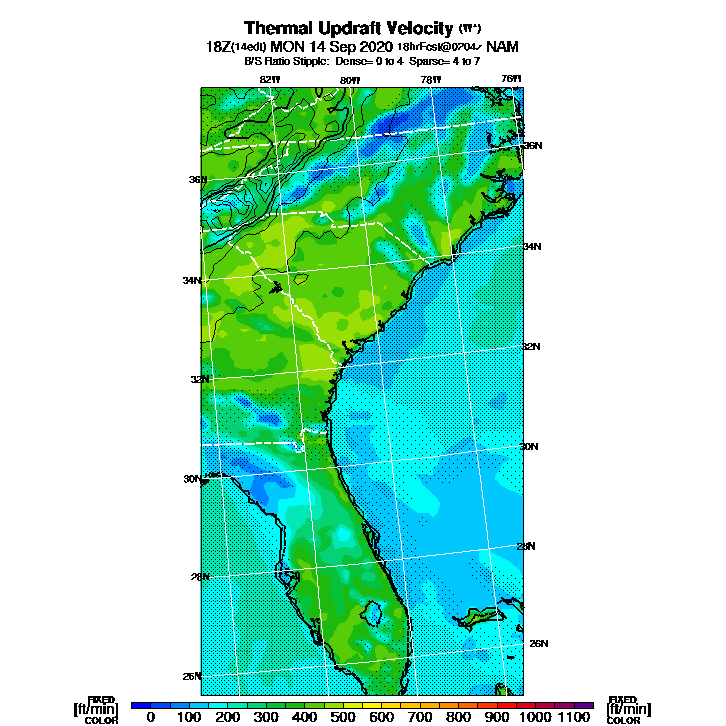 Thermal Updraft Velocity (W*)
18Z(14edt) MON 14 Sep 2020 18hrFcst@0704z NAM
B/S Ratio Stipple: Dense= 0 to 4 Sparse= 4 to 7
82W 80W 78W 76W
36N
36N
34N
34N
32N
32N
30N
30N
28N
28N
26N
26N
FIXED FIXED
[ft/min] 0 100 200 300 400 500 600 700 800 900 1000 1100 [ft/min]
COLOR COLOR